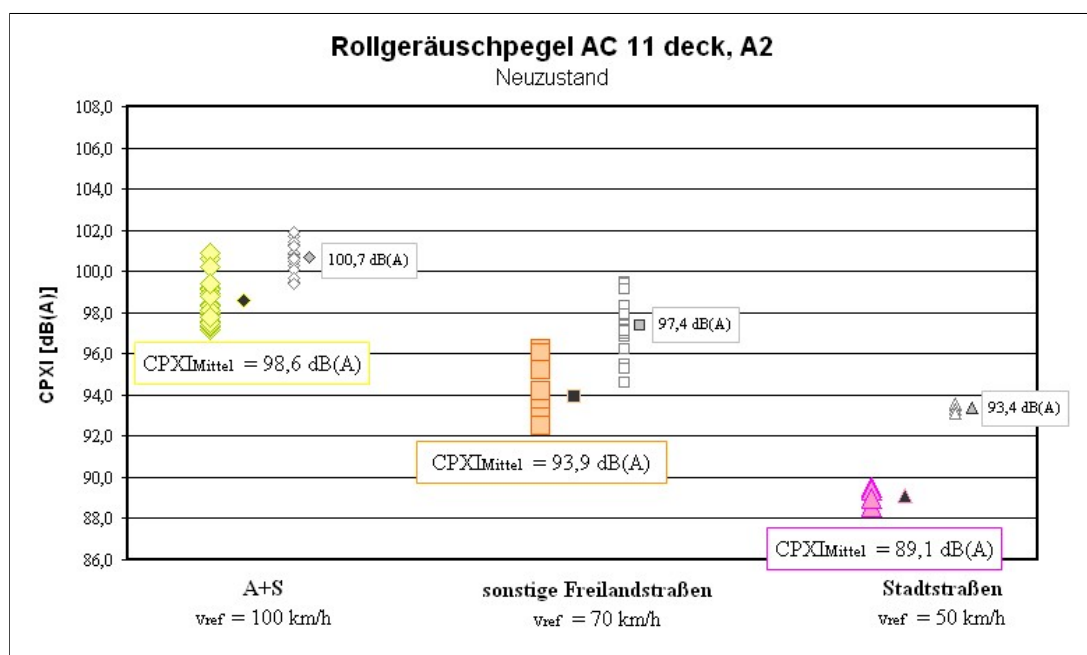 Rollgeräuschpegel AC 11 deck, A2
Neuzustand
CPXI [dB(A)]
108,0
106,0
104,0
102,0
100,0
98,0
96,0
94,0
92,0
90,0
88,0
86,0
100,7 dB(A)
CPXIMittel = 98,6 dB(A)
97,4 dB(A)
CPXIMittel = 93,9 dB(A)
93,4 dB(A)
CPXIMittel = 89,1 dB(A)
A+S
vref = 100 km/h
sonstige Freilandstraßen
vref = 70 km/h
Stadtstraßen
vref = 50 km/h